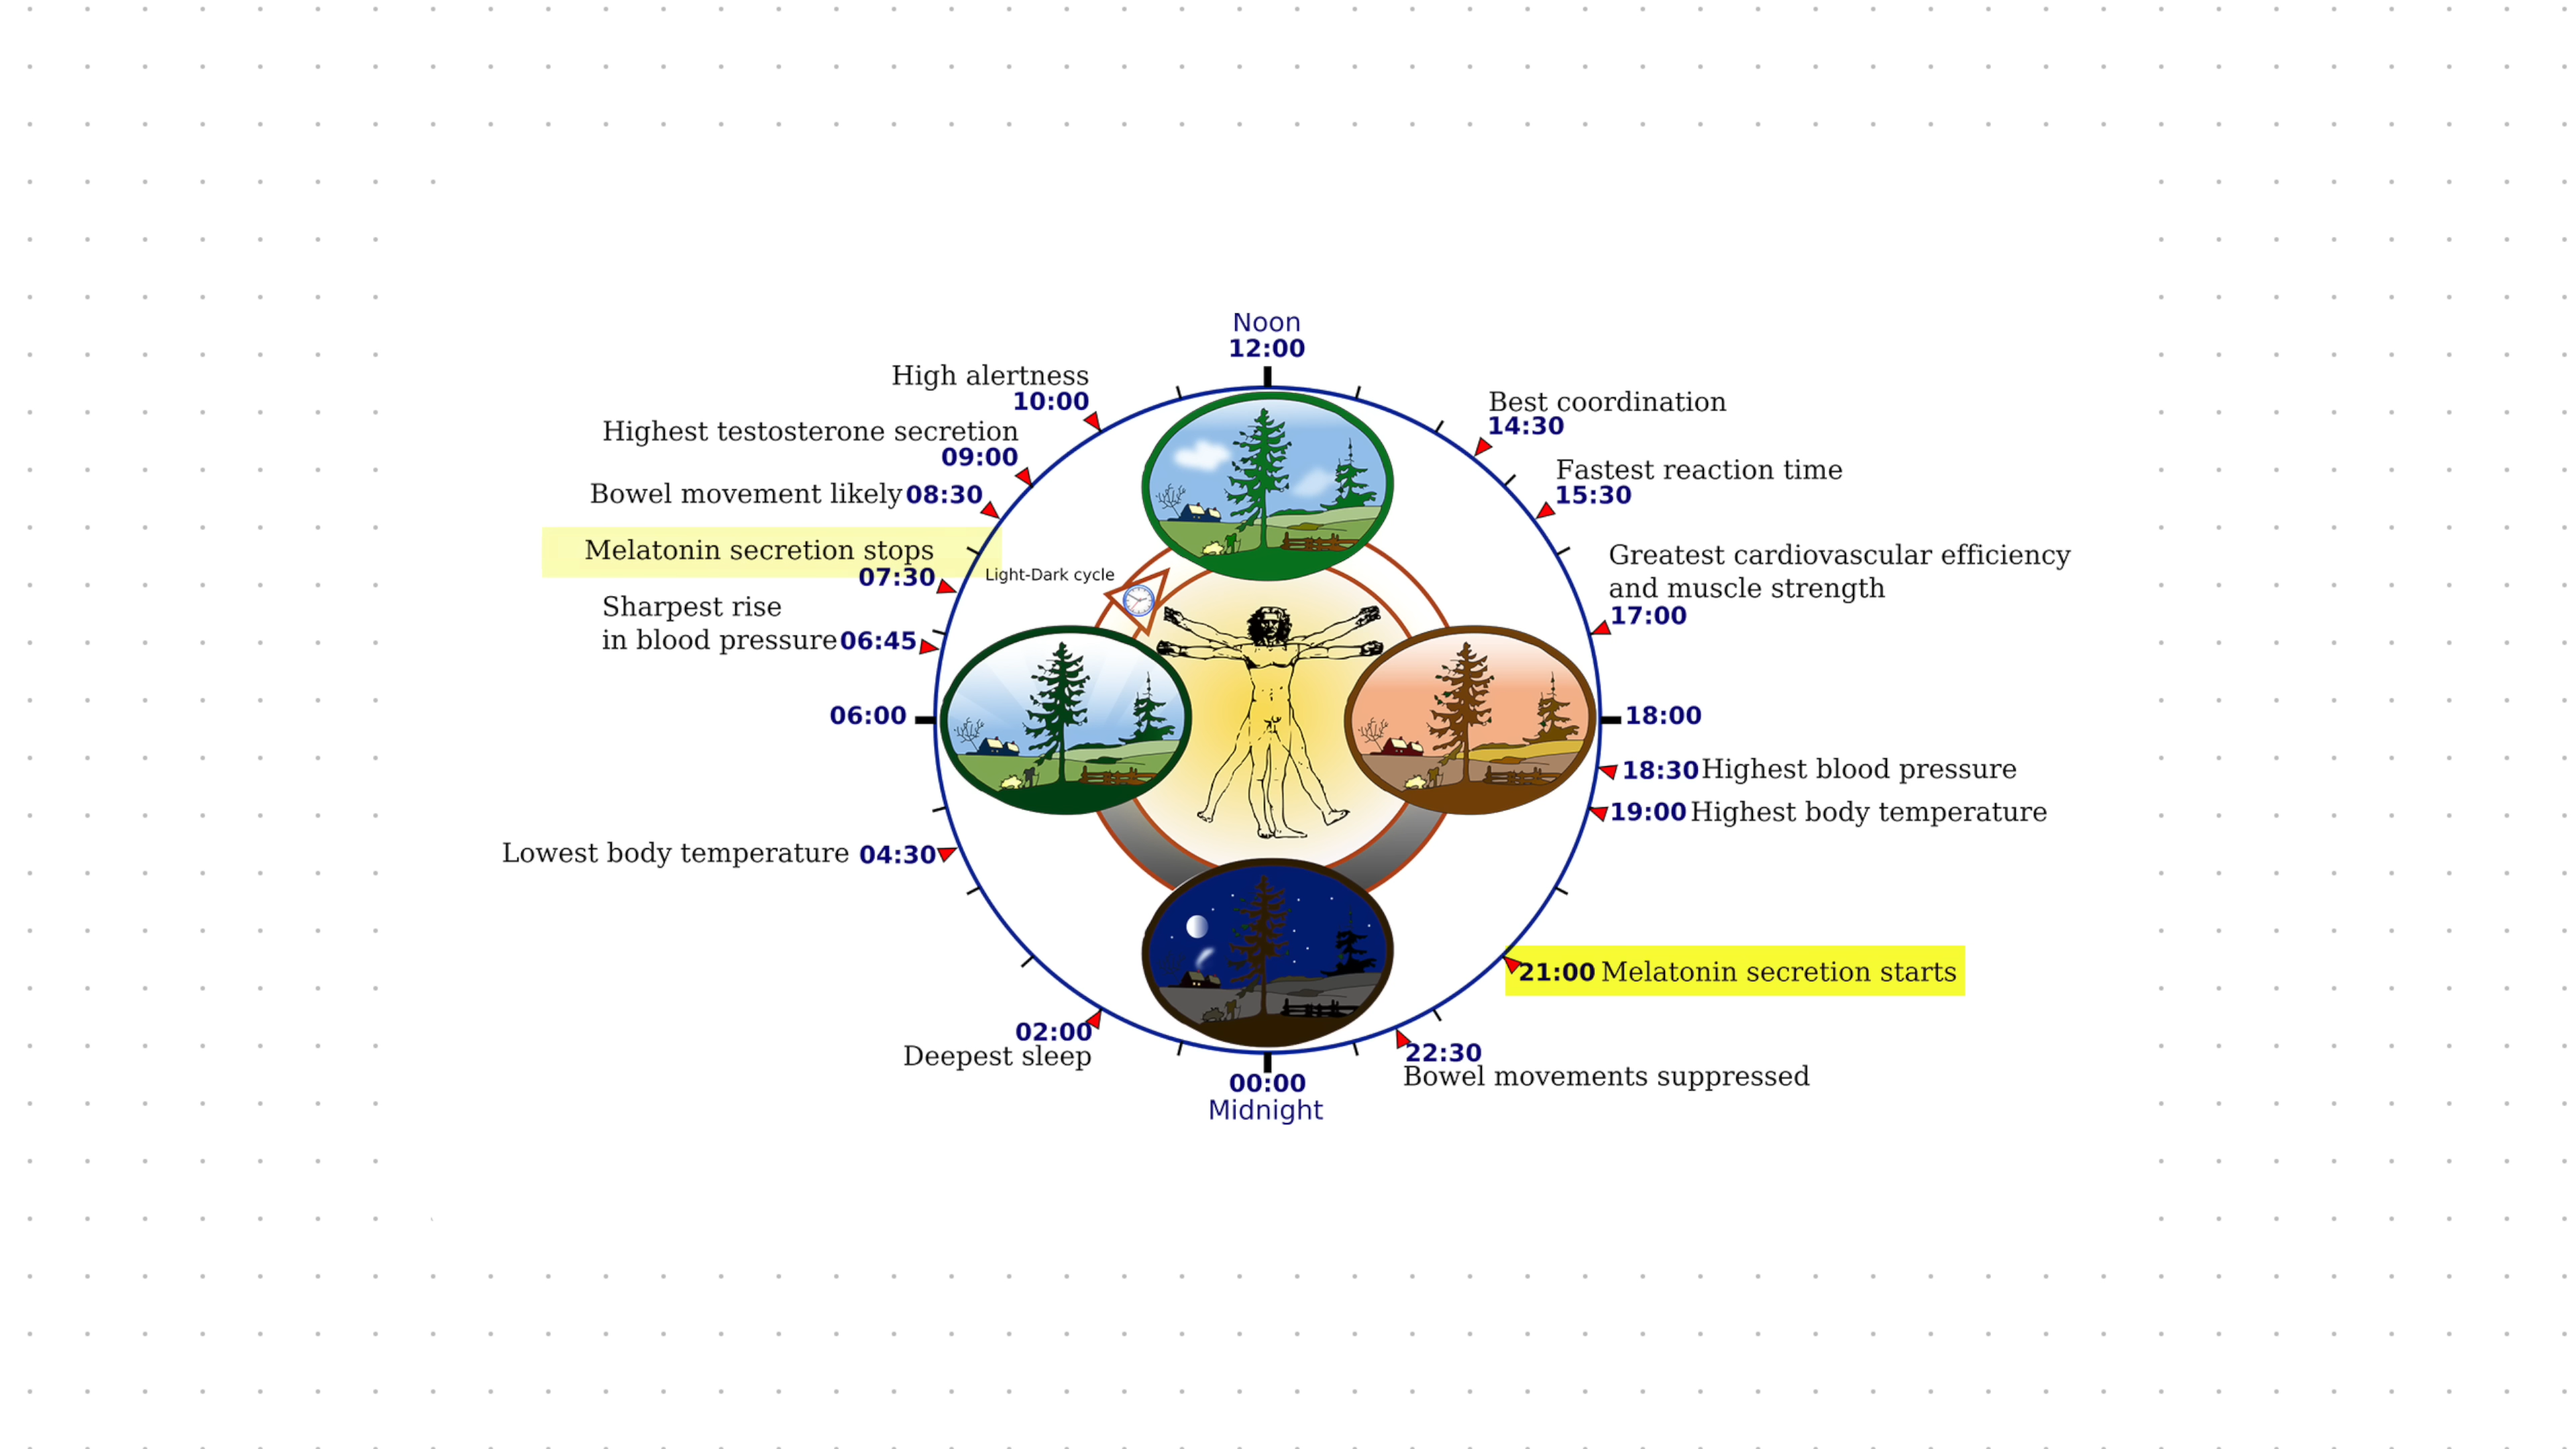 Noon
12:00
High alertness
10:00
Best coordination
14:30
Highest testosterone secretion
09:00
Fastest reaction time
15:30
Bowel movement likely 08:30
Melatonin secretion stops
07:30
Light-Dark cycle
Greatest cardiovascular efficiency
and muscle strength
17:00
Sharpest rise
in blood pressure 06:45
06:00
18:00
18:30 Highest blood pressure
19:00 Highest body temperature
Lowest body temperature 04:30
21:00 Melatonin secretion starts
02:00
Deepest sleep
22:30
Bowel movements suppressed
00:00
Midnight